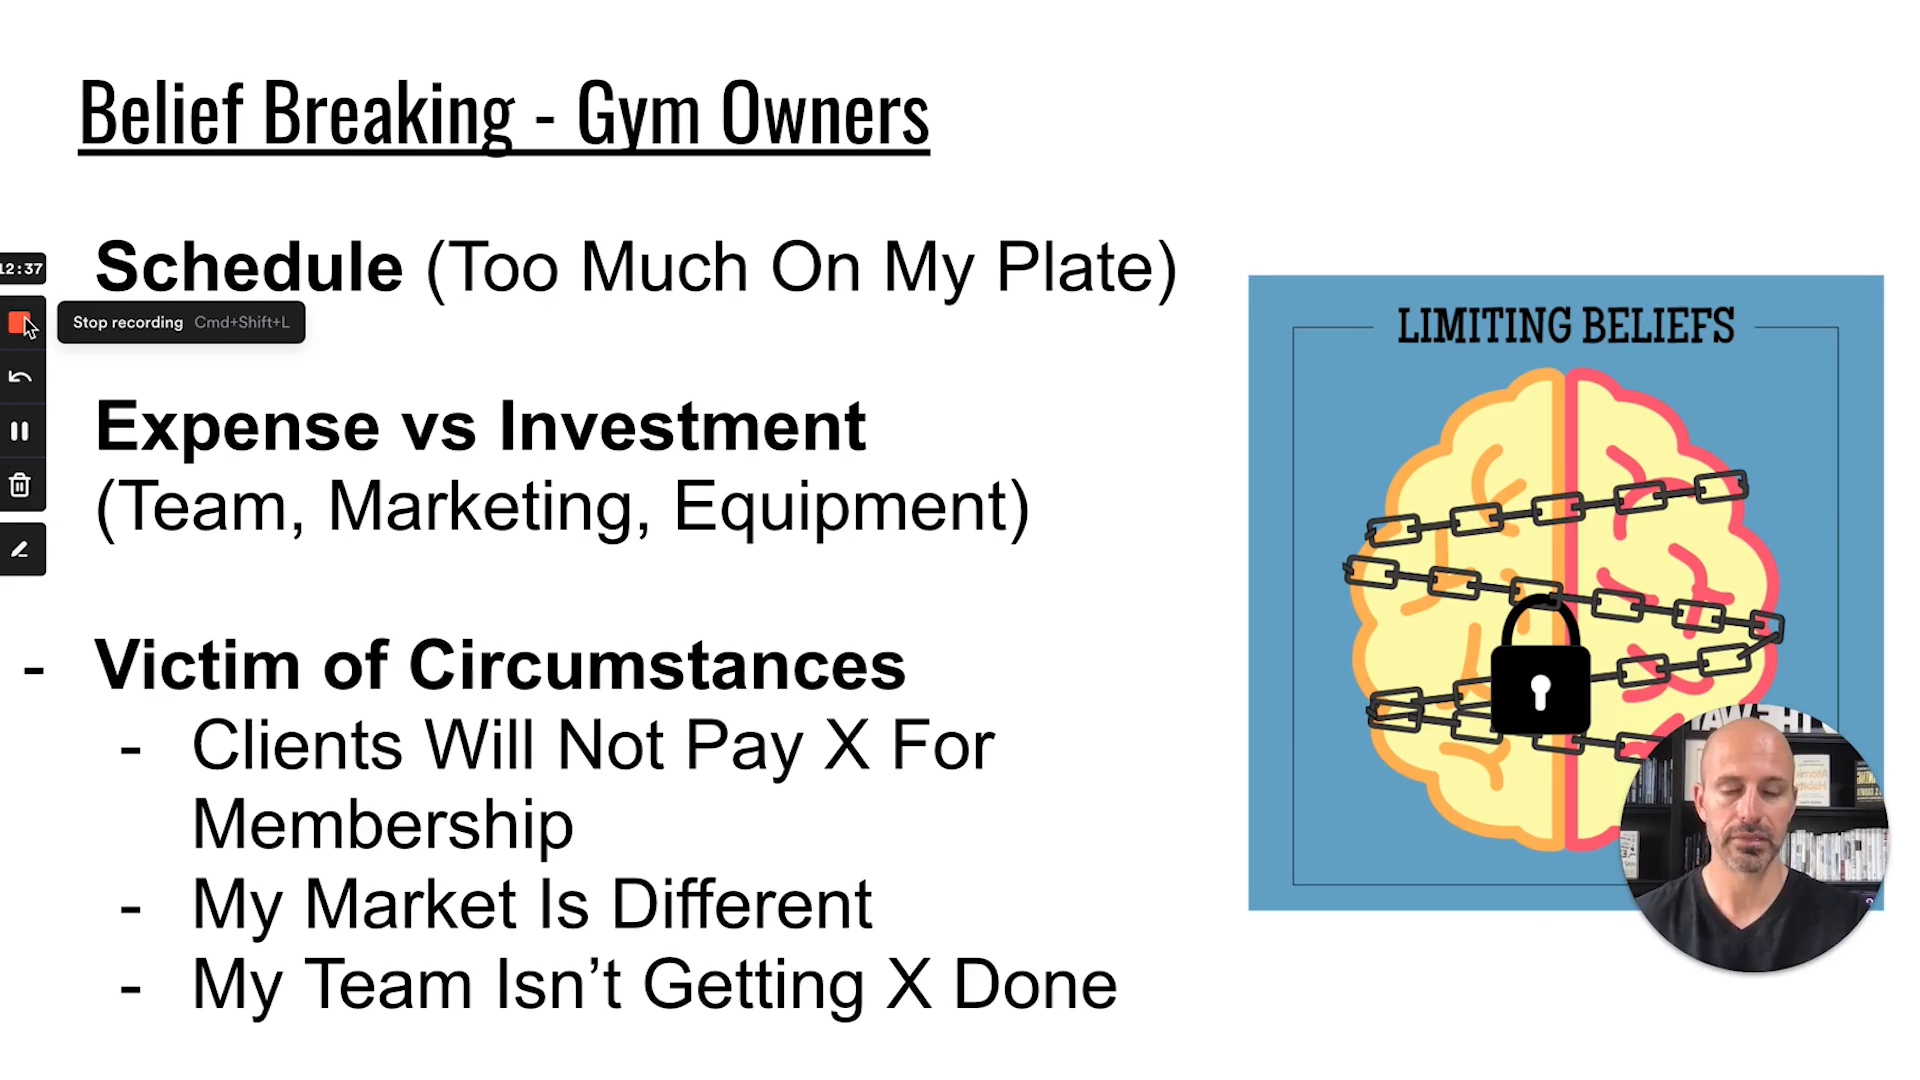 Belief Breaking - Gym Owners
Schedule (Too Much On My Plate)
12:37
Stop recording Cmd+Shift+L
Expense vs Investment
(Team, Marketing, Equipment)
- Victim of Circumstances
- Clients Will Not Pay X For
Membership
- My Market Is Different
- My Team Isn’t Getting X Done
LIMITING BELIEFS
Atomic
Habits